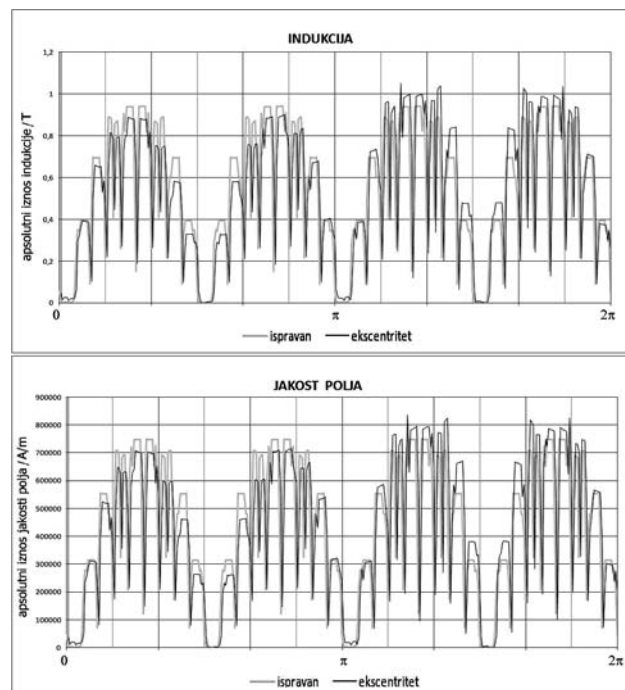 INDUKCIJA
apsolutni iznos indukcije / T
1,2
1
0,8
0,6
0,4
0,2
0
0 π 2π
ispravan ekscentritet
JAKOST POLJA
apsolutni iznos jakosti polja / A/m
900000
800000
700000
600000
500000
400000
300000
200000
100000
0
0 π 2π
ispravan ekscentritet